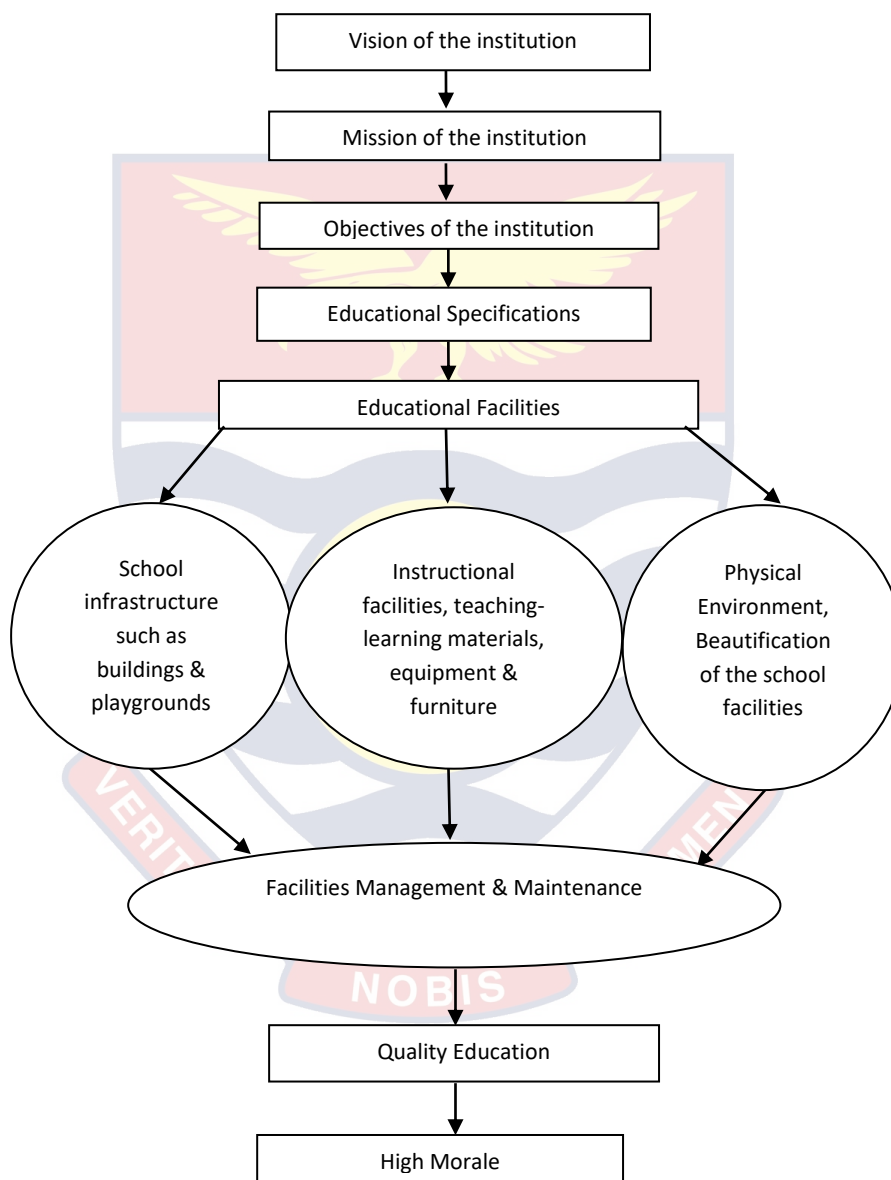 Vision of the institution
Mission of the institution
Objectives of the institution
Educational Specifications
Educational Facilities
School
infrastructure
such as
buildings &
playgrounds
Instructional
facilities, teaching-
learning materials,
equipment &
furniture
Physical
Environment,
Beautification
of the school
facilities
VERIT
MEN
Facilities Management & Maintenance
NOBIS
Quality Education
High Morale